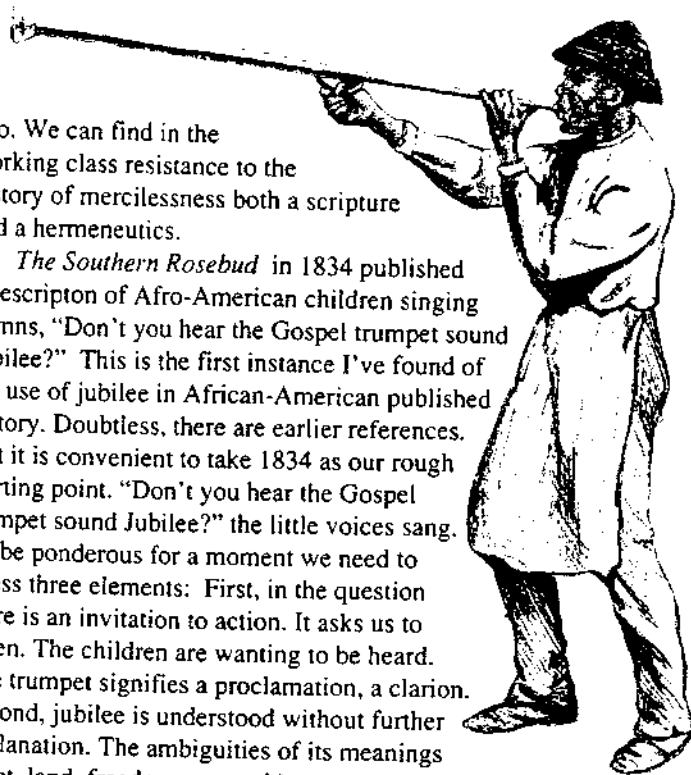 o. We can find in the
orking class resistance to the
tory of mercilessness both a scripture
d a hermeneutics.
The Southern Rosebud in 1834 published
escripton of Afro-American children singing
mns, “Don’t you hear the Gospel trumpet sound
bilee?” This is the first instance I’ve found of
use of jubilee in African-American published
tory. Doubtless, there are earlier references.
t it is convenient to take 1834 as our rough
rting point. “Don’t you hear the Gospel
mpet sound Jubilee?” the little voices sang.
be ponderous for a moment we need to
ss three elements: First, in the question
re is an invitation to action. It asks us to
en. The children are wanting to be heard.
e trumpet signifies a proclamation, a clarion.
ond, jubilee is understood without further
lanation. The ambiguities of its meanings